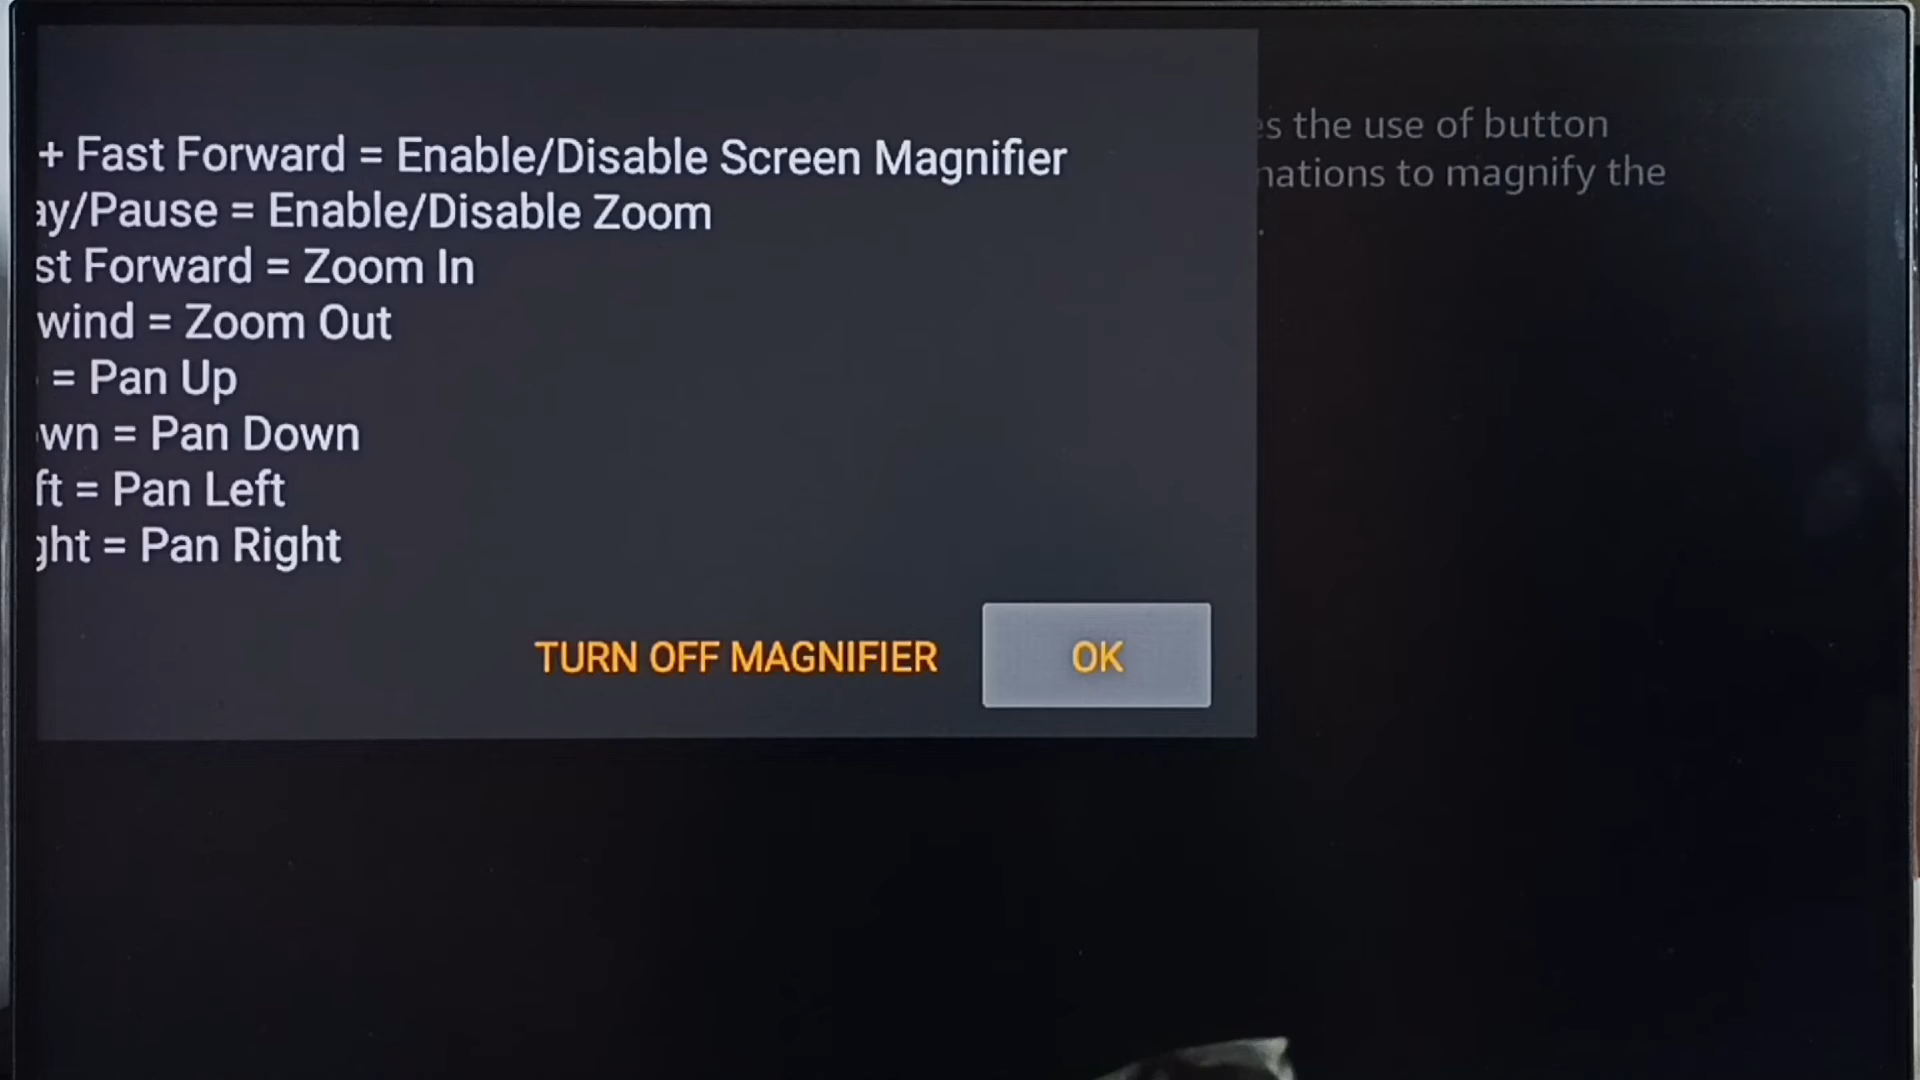 + Fast Forward = Enable/Disable Screen Magnifier
ay/Pause = Enable/Disable Zoom
st Forward = Zoom In
wind = Zoom Out
= Pan Up
wn = Pan Down
ft = Pan Left
ght = Pan Right
TURN OFF MAGNIFIER
OK
es the use of button
nations to magnify the